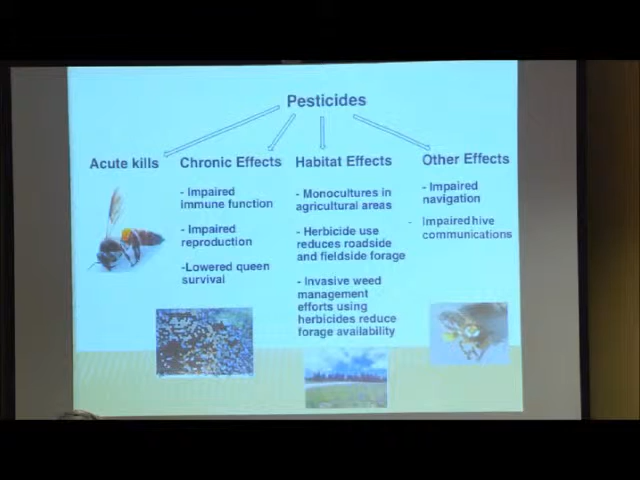 Pesticides
Acute kills
Chronic Effects
- Impaired
immune function
- Impaired
reproduction
-Lowered queen
survival
Habitat Effects
- Monocultures in
agricultural areas
- Herbicide use
reduces roadside
and fieldside forage
- Invasive weed
management
efforts using
herbicides reduce
forage availability
Other Effects
- Impaired
navigation
- Impaired hive
communications